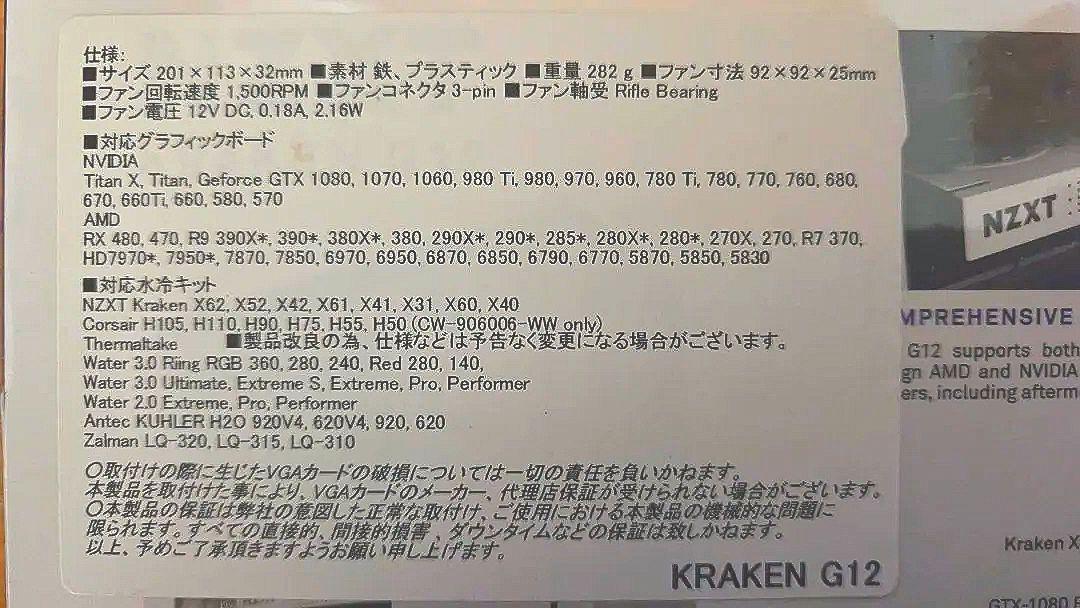 仕様:
■サイズ 201×113×32mm ■素材 鉄、プラスティック ■重量 282g ■ファン寸法 92×92×25mm
■ファン回転速度 1,500RPM ■ファンコネクタ 3-pin ■ファン軸受 Rifle Bearing
■ファン電圧 12V DC, 0.18A, 2.16W
■対応グラフィックボード
NVIDIA
Titan X, Titan, Geforce GTX 1080, 1070, 1060, 980 Ti, 980, 970, 960, 780 Ti, 780, 770, 760, 680,
670, 660Ti, 660, 580, 570
AMD
RX 480, 470, R9 390X*, 390*, 380X*, 380, 290X*, 290*, 285*, 280X*, 280*, 270X, 270, R7 370,
HD7970*, 7950*, 7870, 7850, 6970, 6950, 6870, 6850, 6790, 6770, 5870, 5850, 5830
■対応水冷キット
NZXT Kraken X62, X52, X42, X61, X41, X31, X60, X40
Corsair H105, H110, H90, H75, H55, H50 (CW-906006-WW only)
Thermaltake ■製品改良の為、仕様などは予告なく変更になる場合がございます。
Water 3.0 Riing RGB 360, 280, 240, Red 280, 140,
Water 3.0 Ultimate, Extreme S, Extreme, Pro, Performer
Water 2.0 Extreme, Pro, Performer
Antec KUHLER H2O 920V4, 620V4, 920, 620
Zalman LQ-320, LQ-315, LQ-310
○取付けの際に生じたVGAカードの破損については一切の責任を負いかねます。
本製品を取付けた事により、VGAカードのメーカー、代理店保証が受けられない場合がございます。
○本製品の保証は弊社の意図した正常な取付け、ご使用における本製品の機械的な問題に
限られます。すべての直接的、間接的損害、ダウンタイムなどの保証は致しかねます。
以上、予めご了承頂きますようお願い申し上げます。
KRAKEN G12
NZXT
MPREHENSIVE
G12 supports both
gn AMD and NVIDIA
ers, including afterm
Kraken X
GTX-1080 F
NZXT